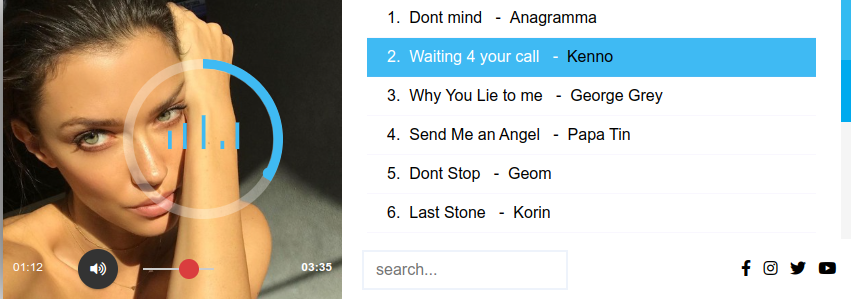 1. Dont mind - Anagramma
2. Waiting 4 your call - Kenno
3. Why You Lie to me - George Grey
4. Send Me an Angel - Papa Tin
5. Dont Stop - Geom
6. Last Stone - Korin
01:12
03:35
search...